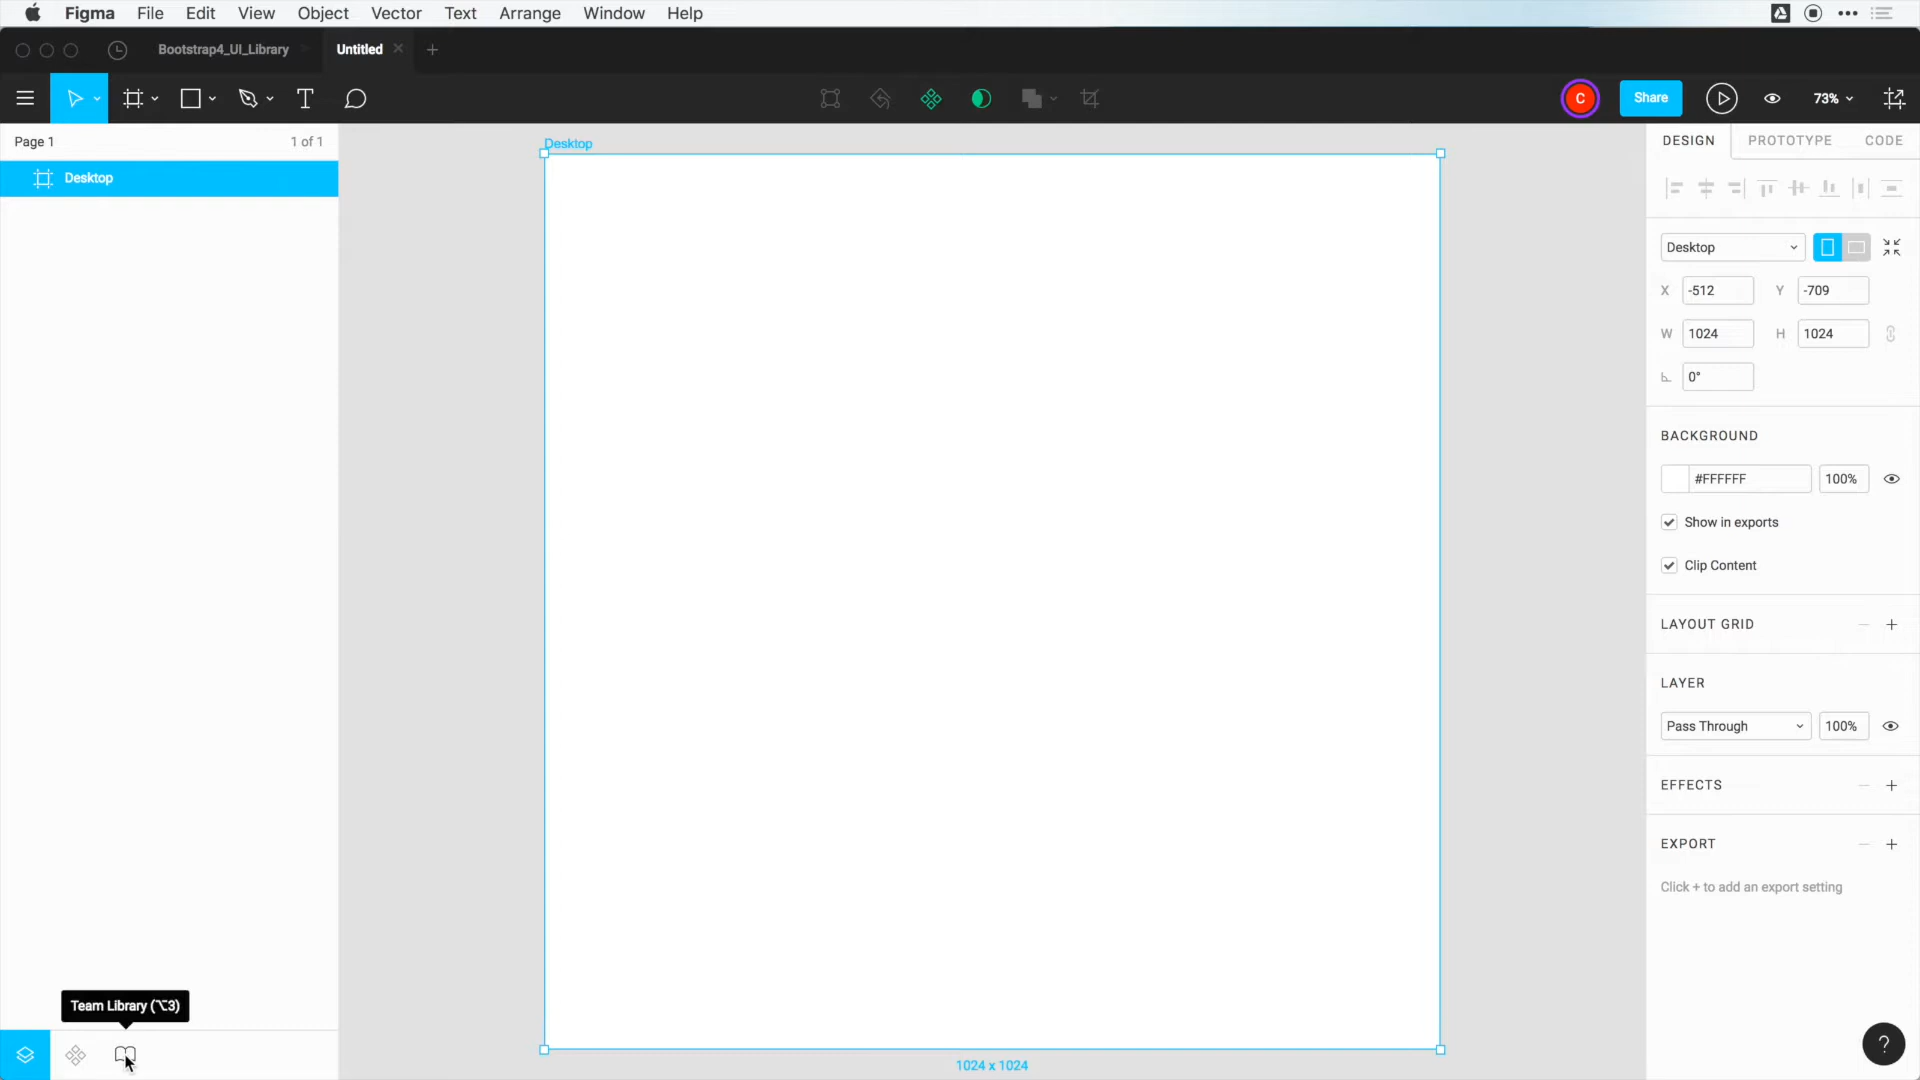 Figma File Edit View Object Vector Text Arrange Window Help
Bootstrap4_UI_Library Untitled
C Share 73%
Page 1 1 of 1
Desktop
Desktop
DESIGN PROTOTYPE CODE
Desktop
X -512 Y -709
W 1024 H 1024
0°
BACKGROUND
#FFFFFF 100%
Show in exports
Clip Content
LAYOUT GRID
LAYER
Pass Through 100%
EFFECTS
EXPORT
Click + to add an export setting
Team Library (⌥3)
1024 x 1024
?